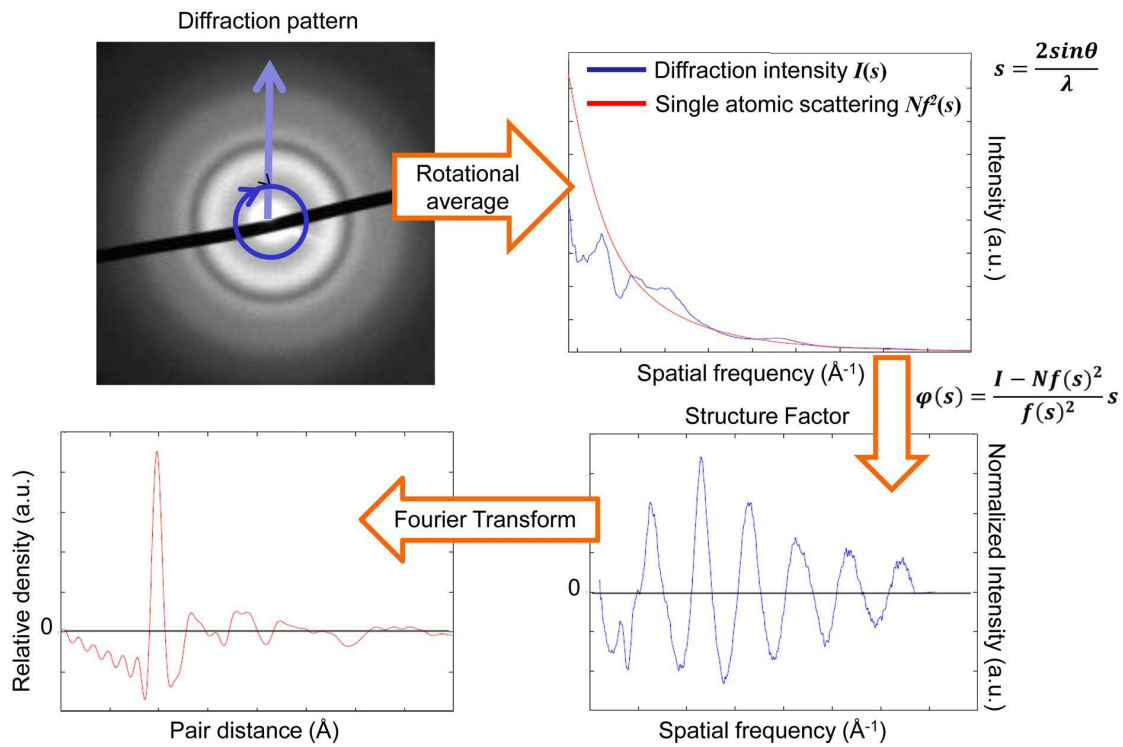 Diffraction pattern
Rotational
average
Diffraction intensity I(s)
Single atomic scattering Nf²(s)
Intensity (a.u.)
Spatial frequency (Å⁻¹)
s = 2sinθ / λ
φ(s) = (I − Nf(s)²) / f(s)² s
Structure Factor
0
Normalized Intensity (a.u.)
Spatial frequency (Å⁻¹)
Fourier Transform
Relative density (a.u.)
0
Pair distance (Å)